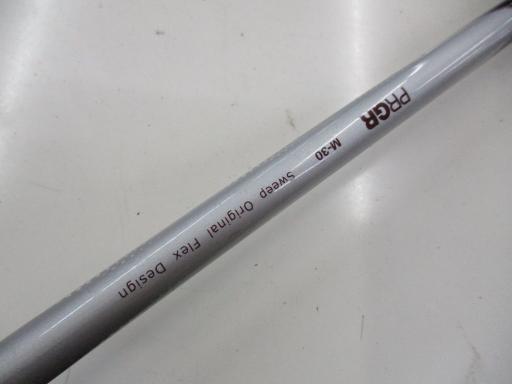 PRGR
M-30
Sweep Original Flex Design